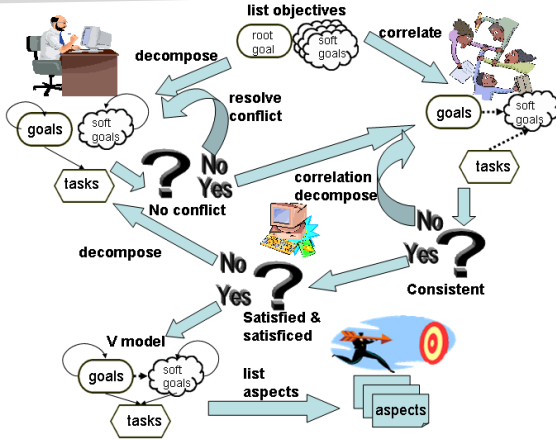 list objectives
root
goal
soft
goals
decompose
correlate
resolve
conflict
goals
soft
goals
tasks
No
Yes
No conflict
goals
soft
goals
tasks
correlation
decompose
No
Yes
Consistent
decompose
No
Yes
Satisfied &
satisficed
V model
goals
soft
goals
tasks
list
aspects
aspects